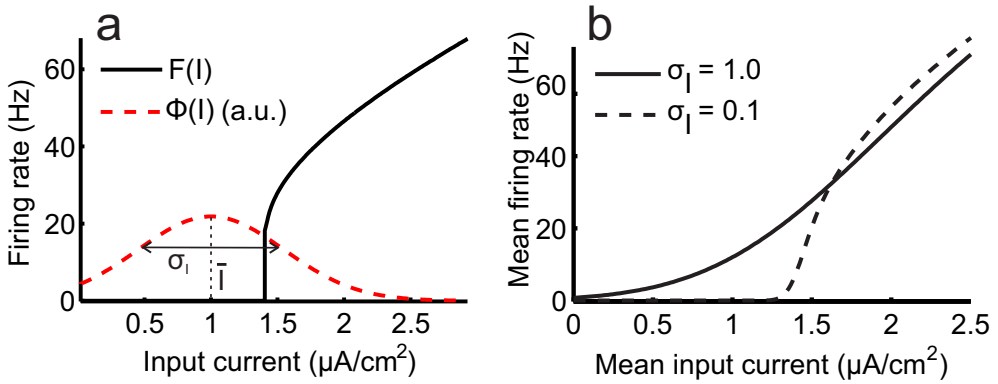 a
Firing rate (Hz)
60
40
20
0
F(I)
Φ(I) (a.u.)
σI
Ī
0.5
1
1.5
2
2.5
Input current (μA/cm²)
b
Mean firing rate (Hz)
60
40
20
0
σI = 1.0
σI = 0.1
0
0.5
1
1.5
2
2.5
Mean input current (μA/cm²)